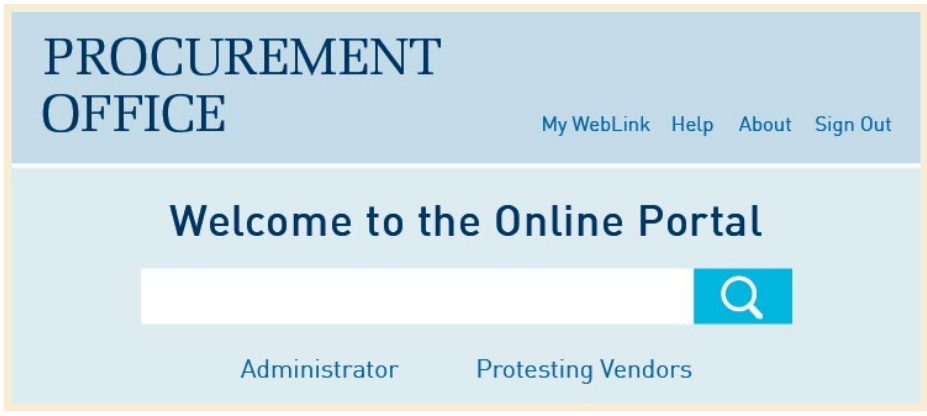 PROCUREMENT
OFFICE
My WebLink Help About Sign Out
Welcome to the Online Portal
Administrator Protesting Vendors